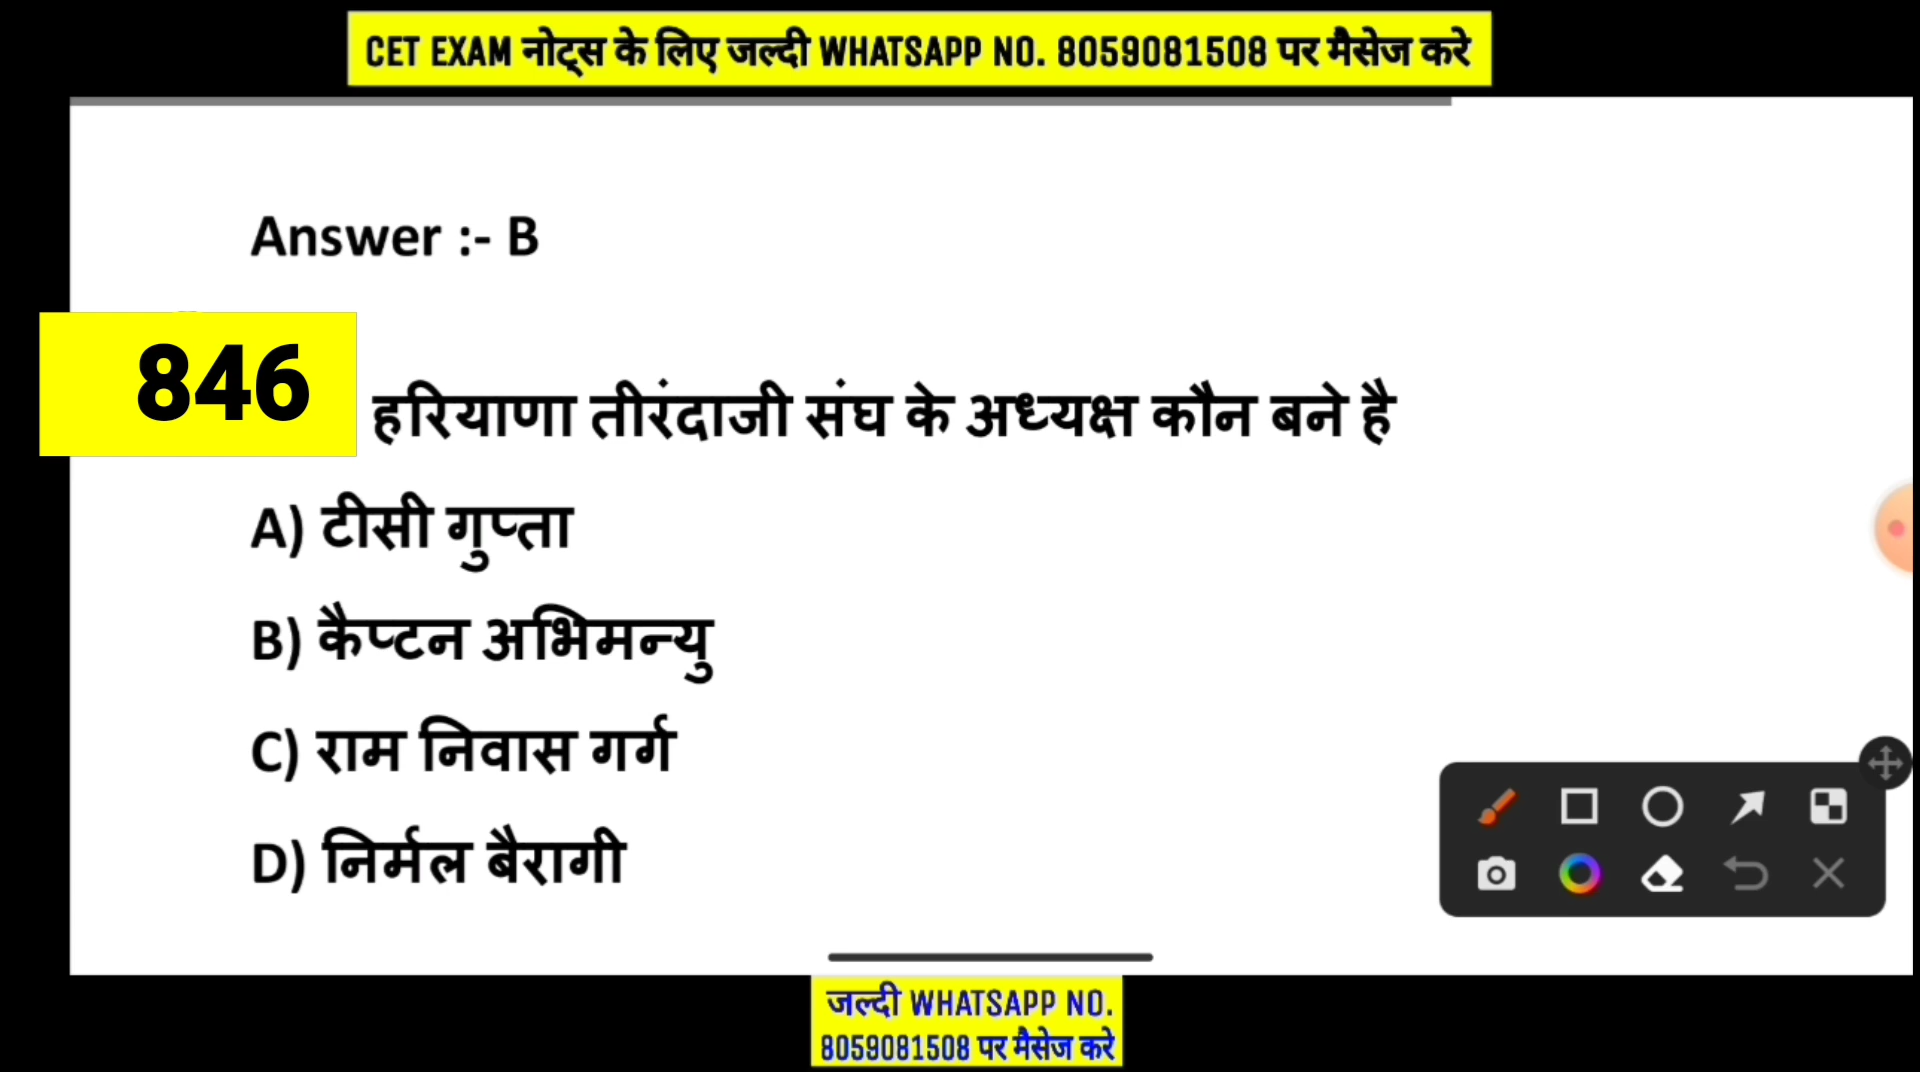 CET EXAM नोट्स के लिए जल्दी WHATSAPP NO. 8059081508 पर मैसेज करे
Answer :- B
846
हरियाणा तीरंदाजी संघ के अध्यक्ष कौन बने है
A) टीसी गुप्ता
B) कैप्टन अभिमन्यु
C) राम निवास गर्ग
D) निर्मल बैरागी
जल्दी WHATSAPP NO.
8059081508 पर मैसेज करे